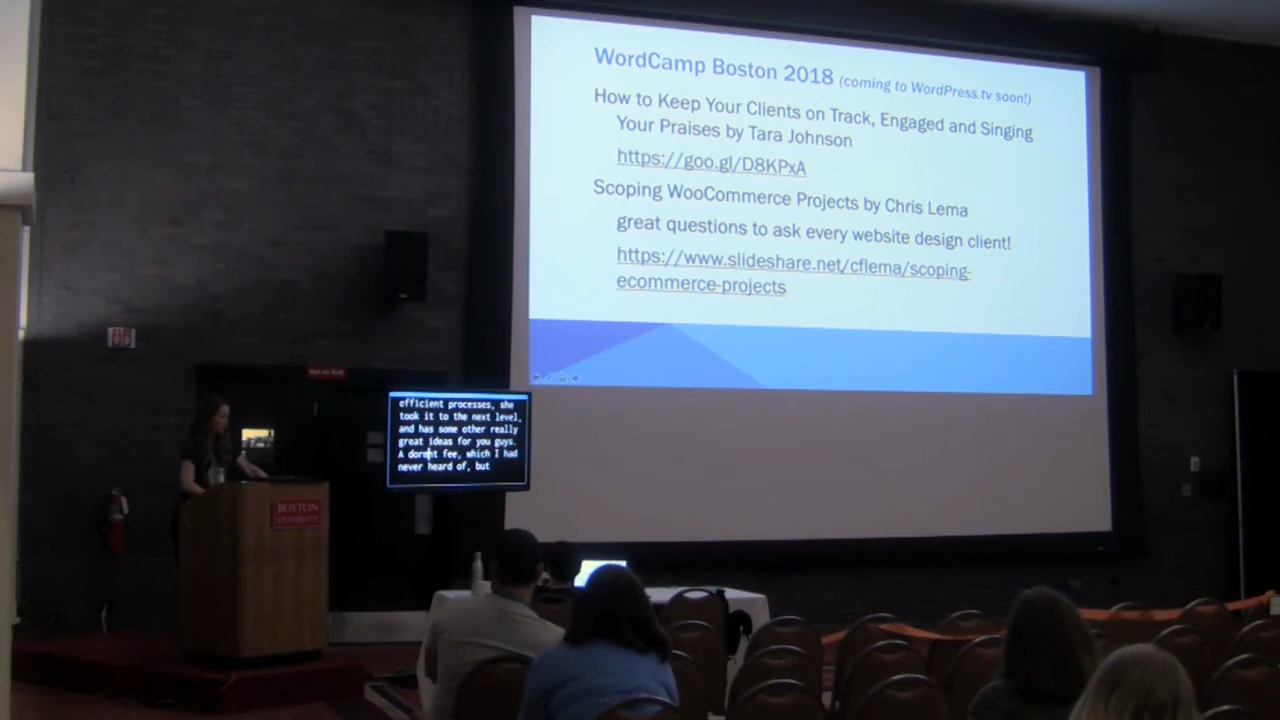 WordCamp Boston 2018 (coming to WordPress.tv soon!)
How to Keep Your Clients on Track, Engaged and Singing
Your Praises by Tara Johnson
https://goo.gl/D8KPxA
Scoping WooCommerce Projects by Chris Lema
great questions to ask every website design client!
https://www.slideshare.net/cflema/scoping-
ecommerce-projects
Not an Exit
efficient processes, she
took it to the next level,
and has some other really
great ideas for you guys.
A dormt fee, which I had
never heard of, but
BOSTON
UNIVERSITY